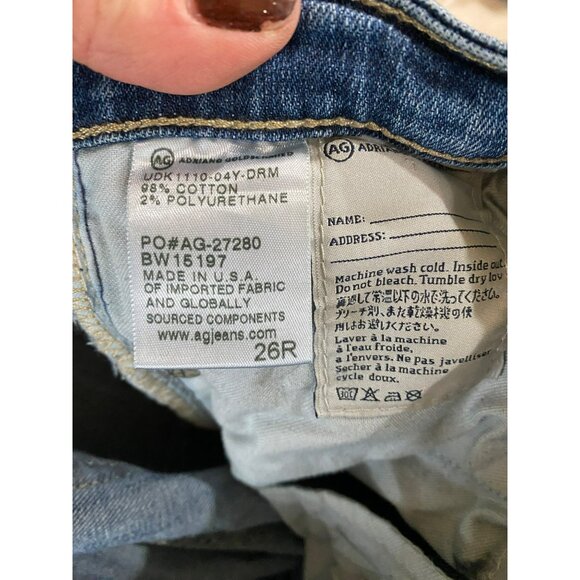 AG ADRIANO GOLDSCHMIED
UDK1110-04Y-DRM
98% COTTON
2% POLYURETHANE
PO#AG-27280
BW15197
MADE IN U.S.A.
OF IMPORTED FABRIC
AND GLOBALLY
SOURCED COMPONENTS
www.agjeans.com
26R
AG ADRIA
NAME:
ADDRESS:
Machine wash cold. Inside out.
Do not bleach. Tumble dry low
裏返して常温以下の水で洗ってください。
ブリーチ剤、また乾燥機の使
用はお避けください。
Laver à la machine
à l'eau froide,
à l'envers. Ne pas javelliser
Secher à la machine
cycle doux.